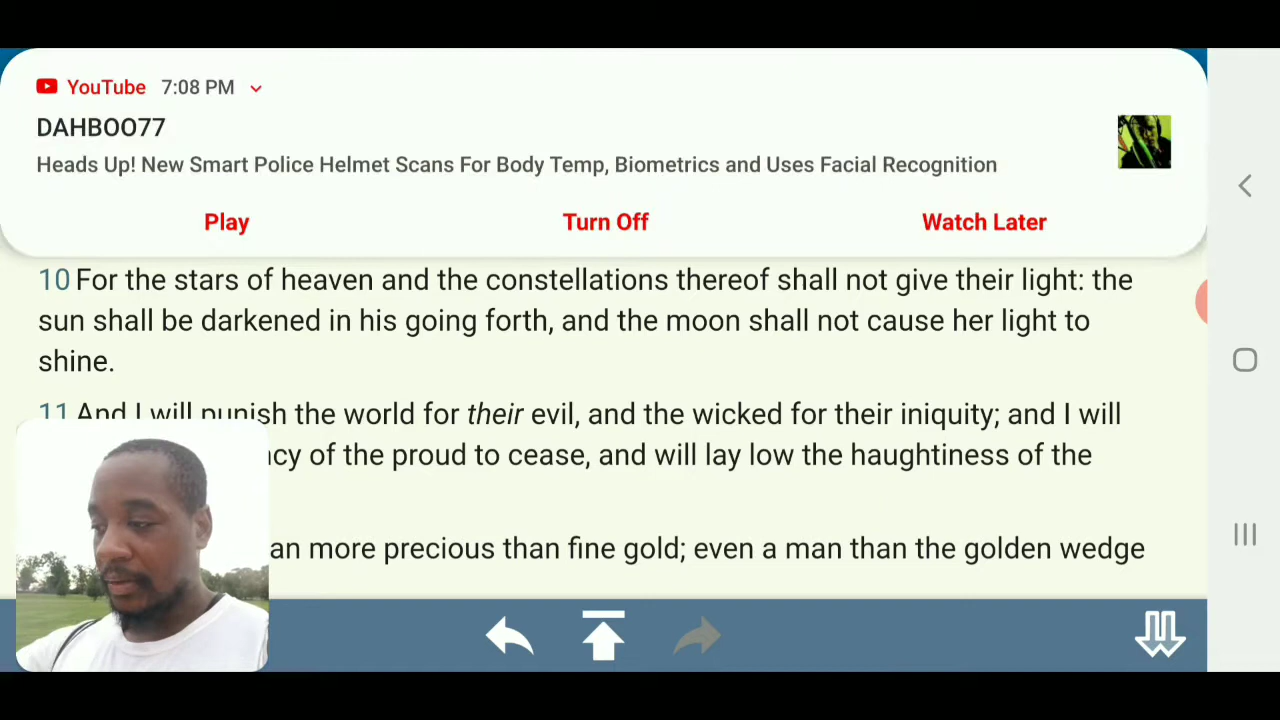 YouTube 7:08 PM
DAHBOO77
Heads Up! New Smart Police Helmet Scans For Body Temp, Biometrics and Uses Facial Recognition
Play Turn Off Watch Later
10 For the stars of heaven and the constellations thereof shall not give their light: the
sun shall be darkened in his going forth, and the moon shall not cause her light to
shine.
11 And I will punish the world for their evil, and the wicked for their iniquity; and I will
of the proud to cease, and will lay low the haughtiness of the
more precious than fine gold; even a man than the golden wedge